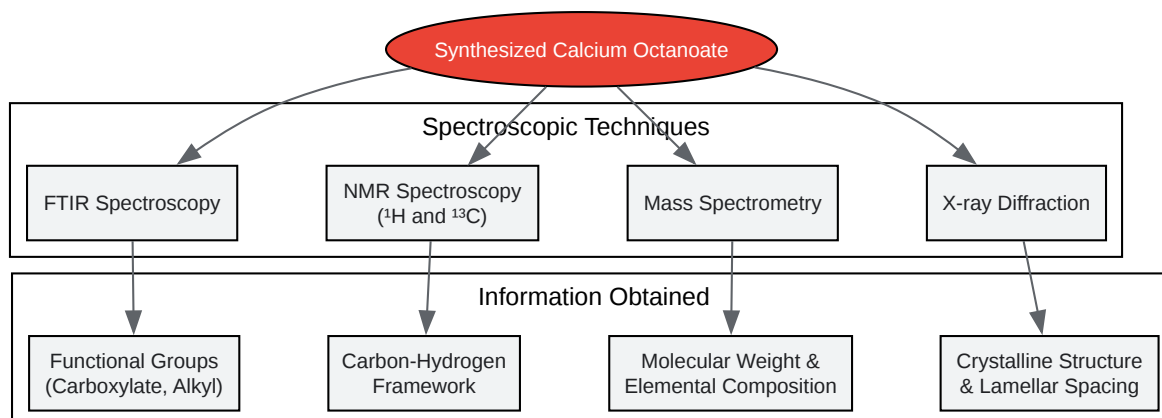 Synthesized Calcium Octanoate
Spectroscopic Techniques
FTIR Spectroscopy
NMR Spectroscopy
(¹H and ¹³C)
Mass Spectrometry
X-ray Diffraction
Information Obtained
Functional Groups
(Carboxylate, Alkyl)
Carbon-Hydrogen
Framework
Molecular Weight &
Elemental Composition
Crystalline Structure
& Lamellar Spacing